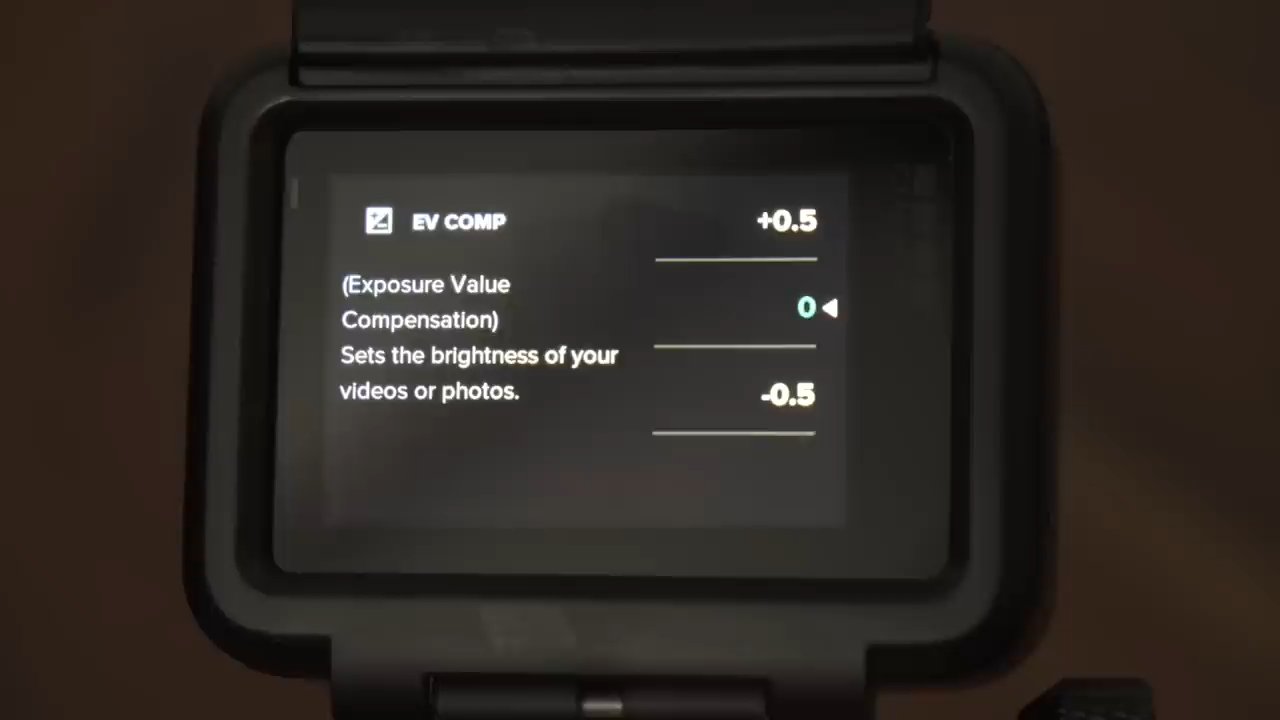 EV COMP
(Exposure Value
Compensation)
Sets the brightness of your
videos or photos.
+0.5
0
-0.5